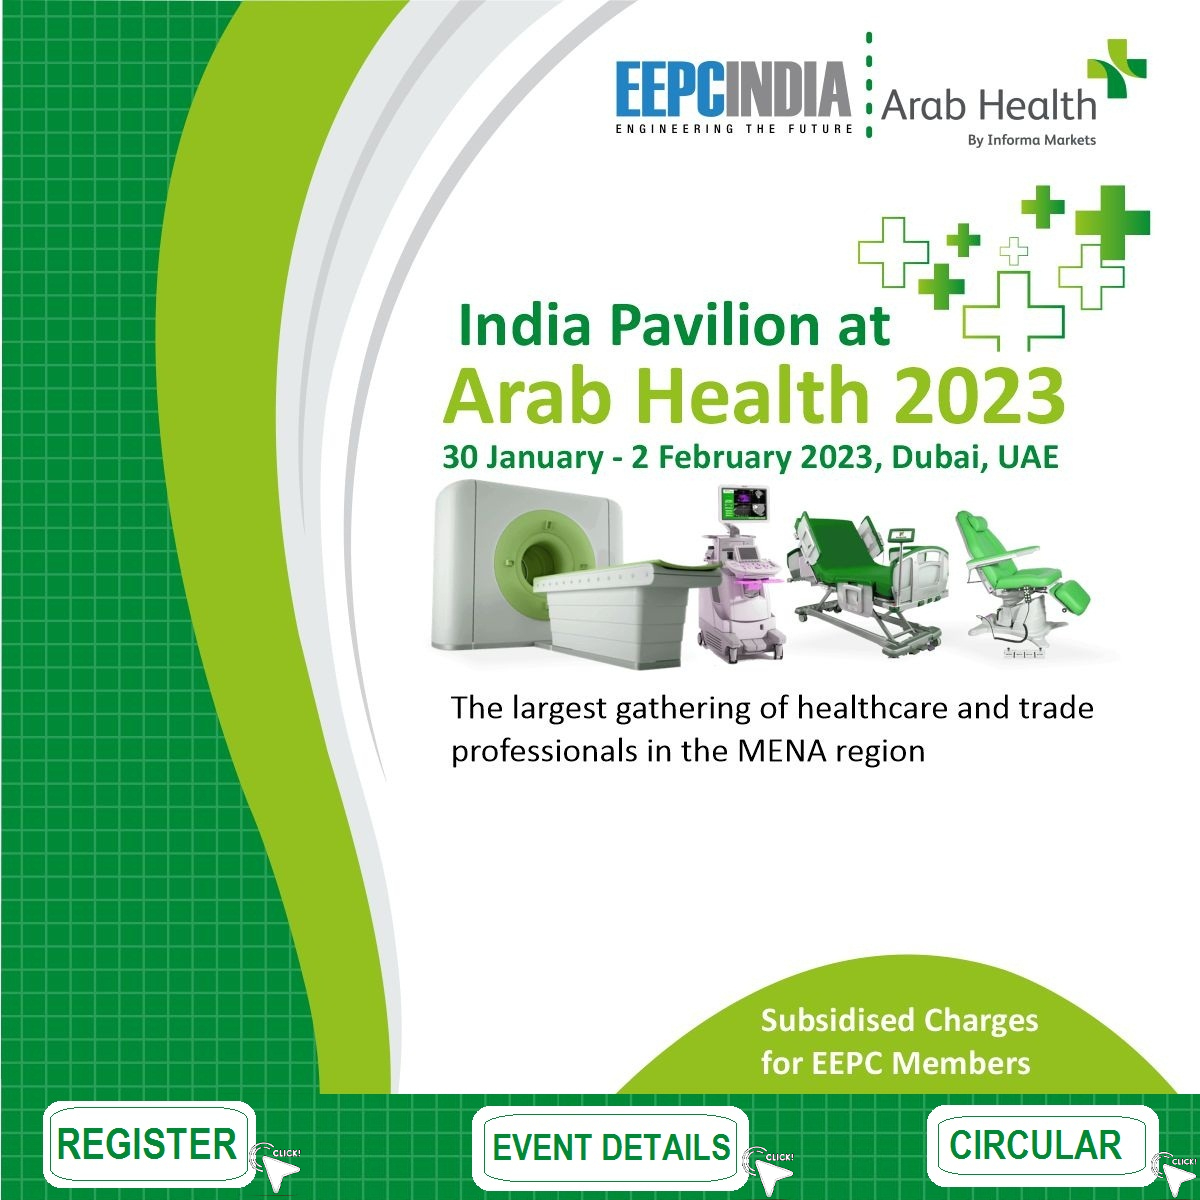 EEPCINDIA
ENGINEERING THE FUTURE
Arab Health
By Informa Markets
India Pavilion at
Arab Health 2023
30 January - 2 February 2023, Dubai, UAE
The largest gathering of healthcare and trade
professionals in the MENA region
Subsidised Charges
for EEPC Members
REGISTER
CLICK!
EVENT DETAILS
CLICK!
CIRCULAR
CLICK!